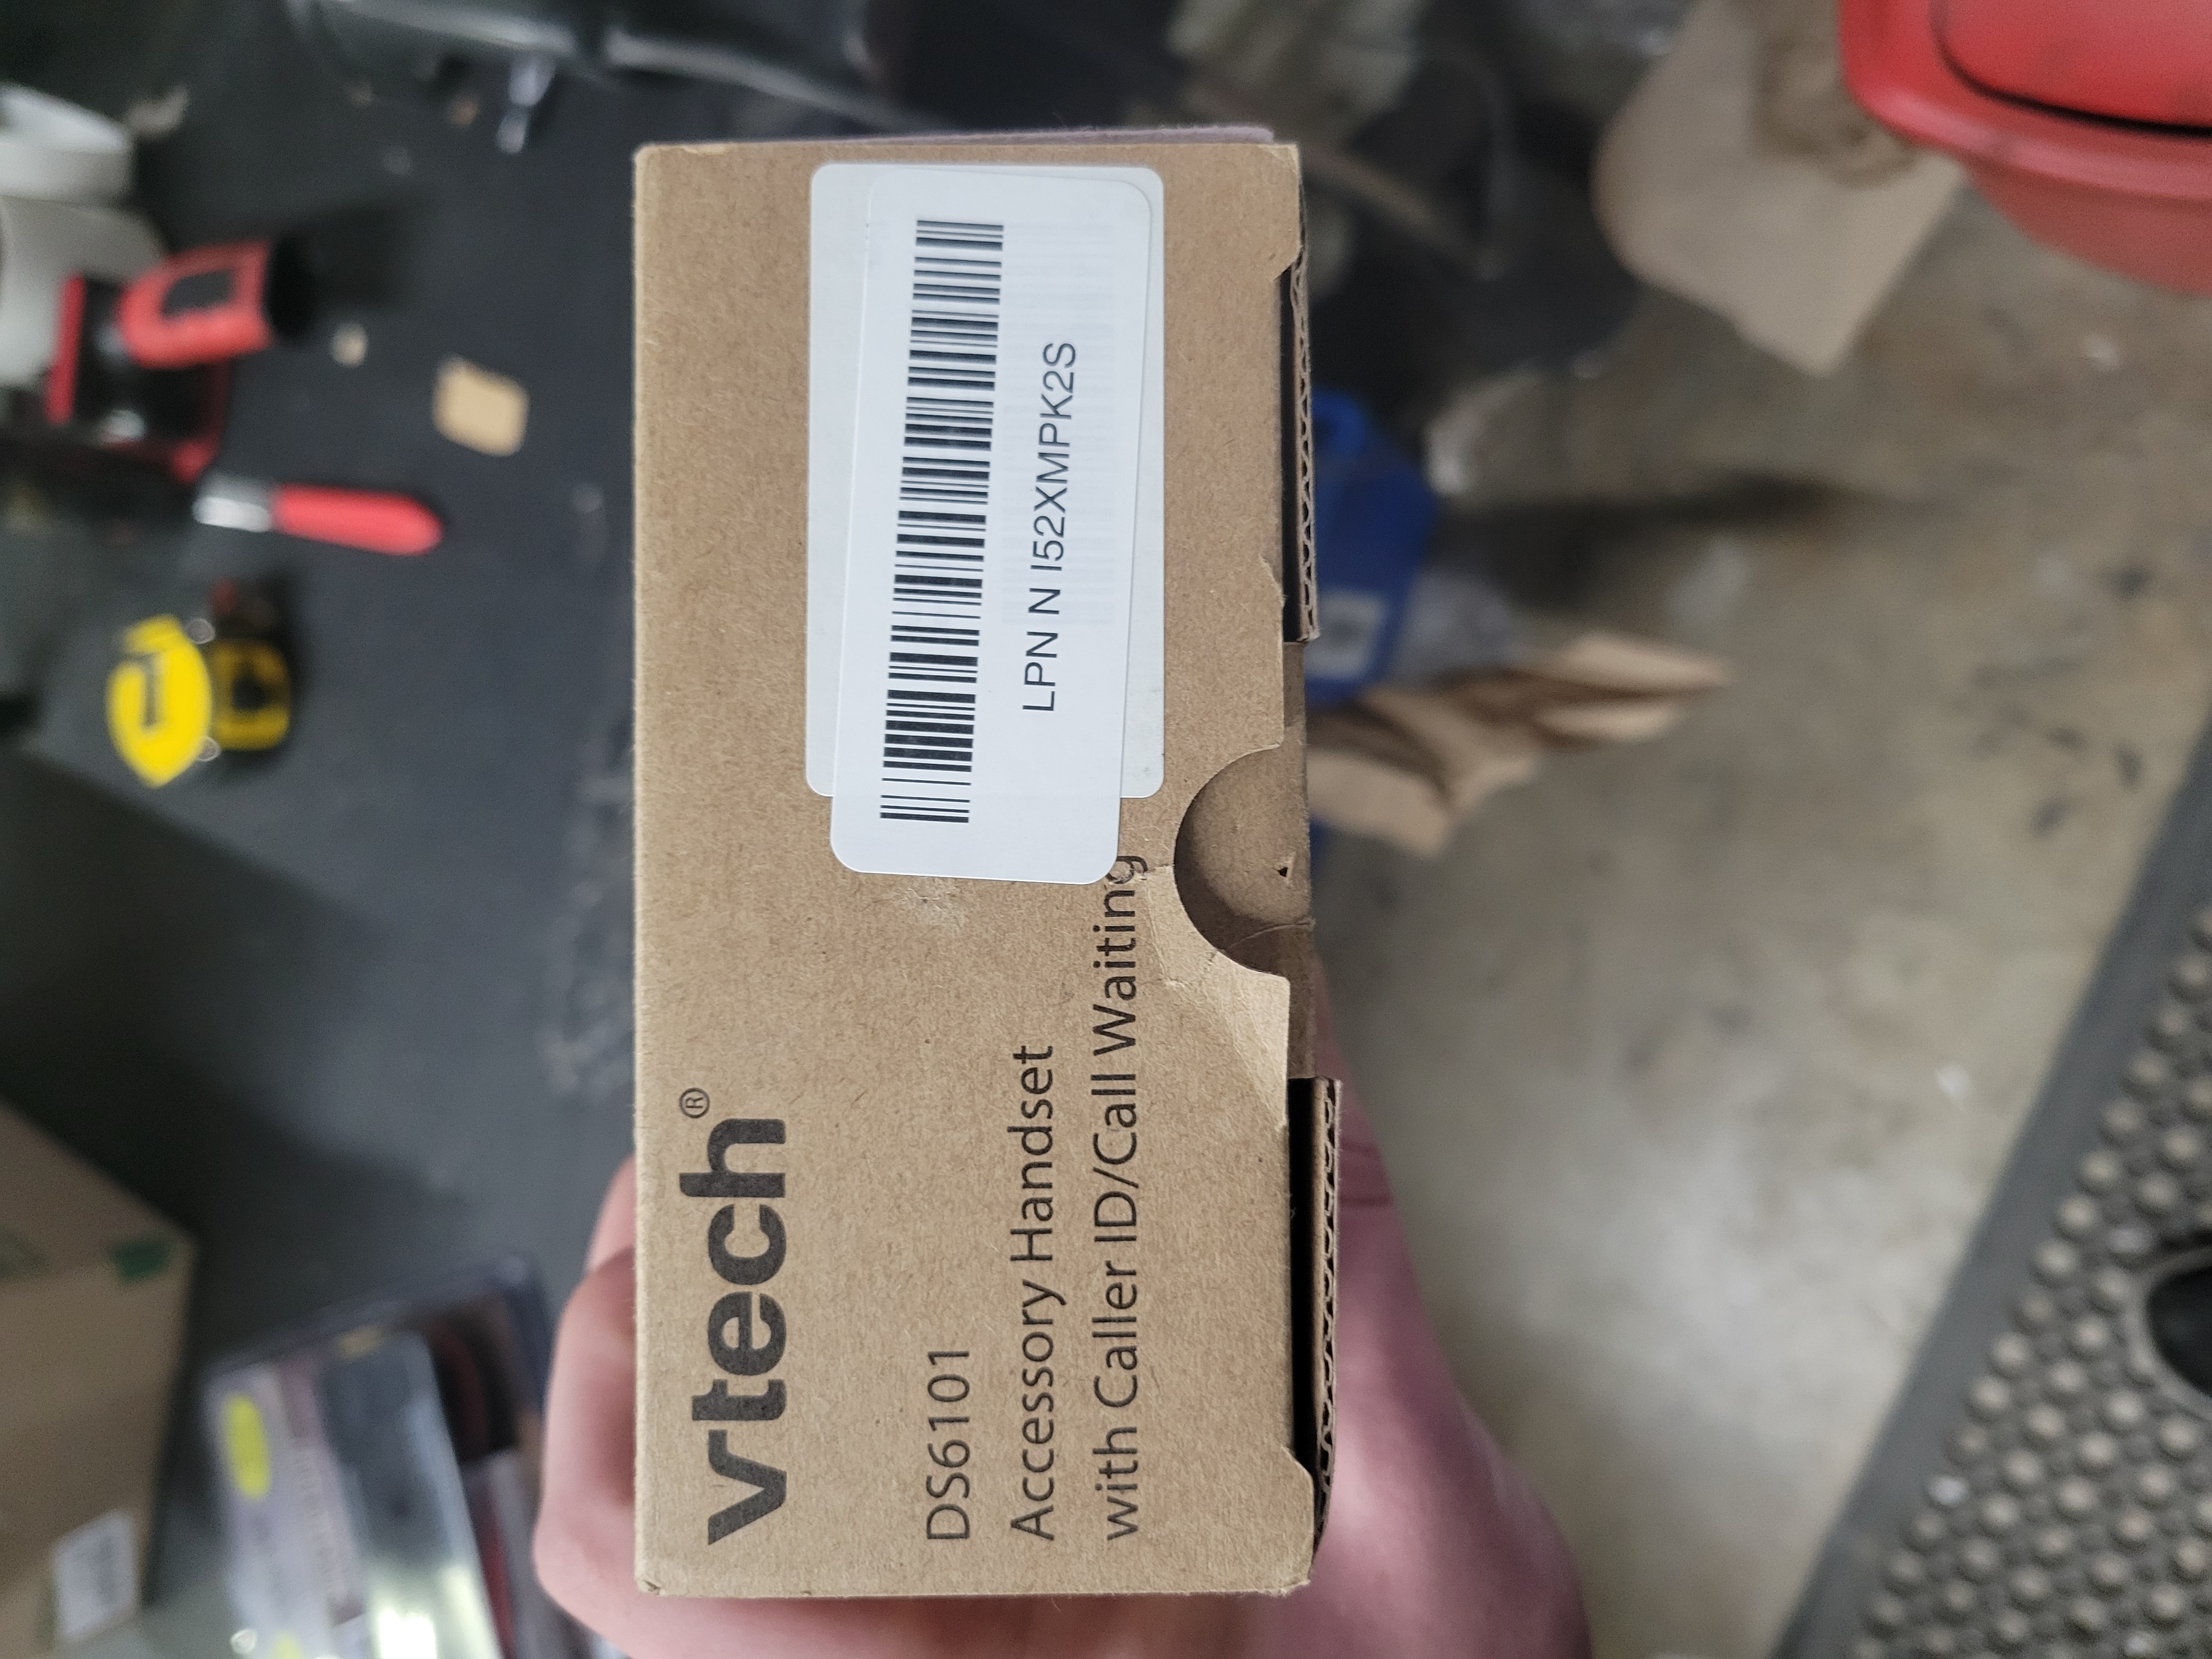 vtech®
DS6101
Accessory Handset
with Caller ID/Call Waiting
LPN N I52XMPK2S